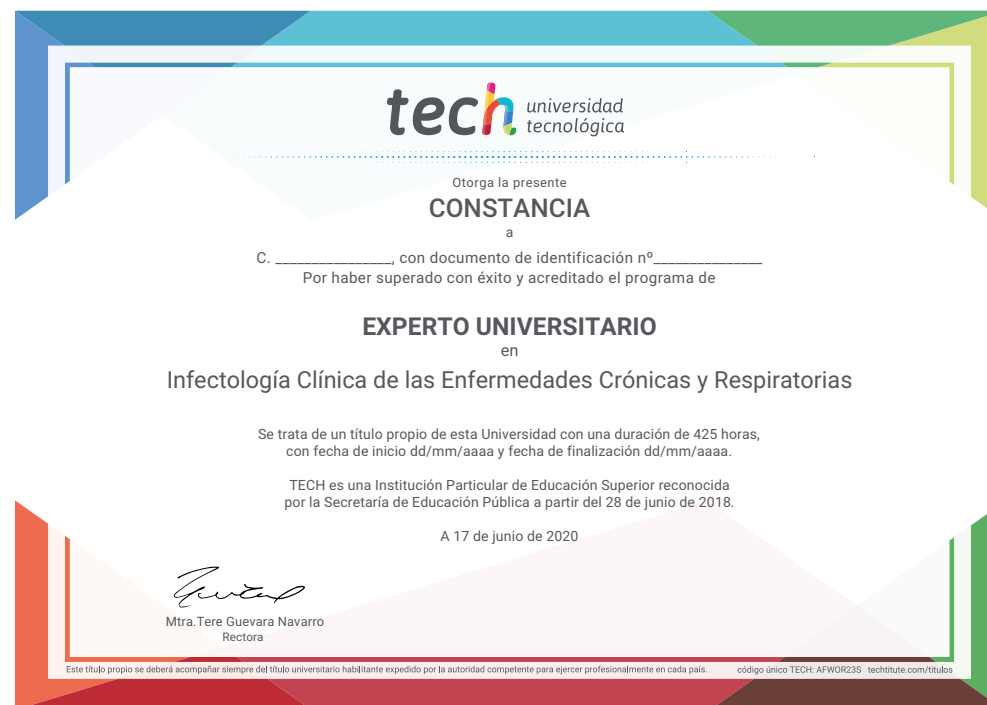 tech universidad
tecnológica
Otorga la presente
CONSTANCIA
a
C. ________________, con documento de identificación nº_______________
Por haber superado con éxito y acreditado el programa de
EXPERTO UNIVERSITARIO
en
Infectología Clínica de las Enfermedades Crónicas y Respiratorias
Se trata de un título propio de esta Universidad con una duración de 425 horas,
con fecha de inicio dd/mm/aaaa y fecha de finalización dd/mm/aaaa.
TECH es una Institución Particular de Educación Superior reconocida
por la Secretaría de Educación Pública a partir del 28 de junio de 2018.
A 17 de junio de 2020
Mtra.Tere Guevara Navarro
Rectora
Este título propio se deberá acompañar siempre del título universitario habilitante expedido por la autoridad competente para ejercer profesionalmente en cada país. código único TECH: AFWOR23S techtitute.com/titulos